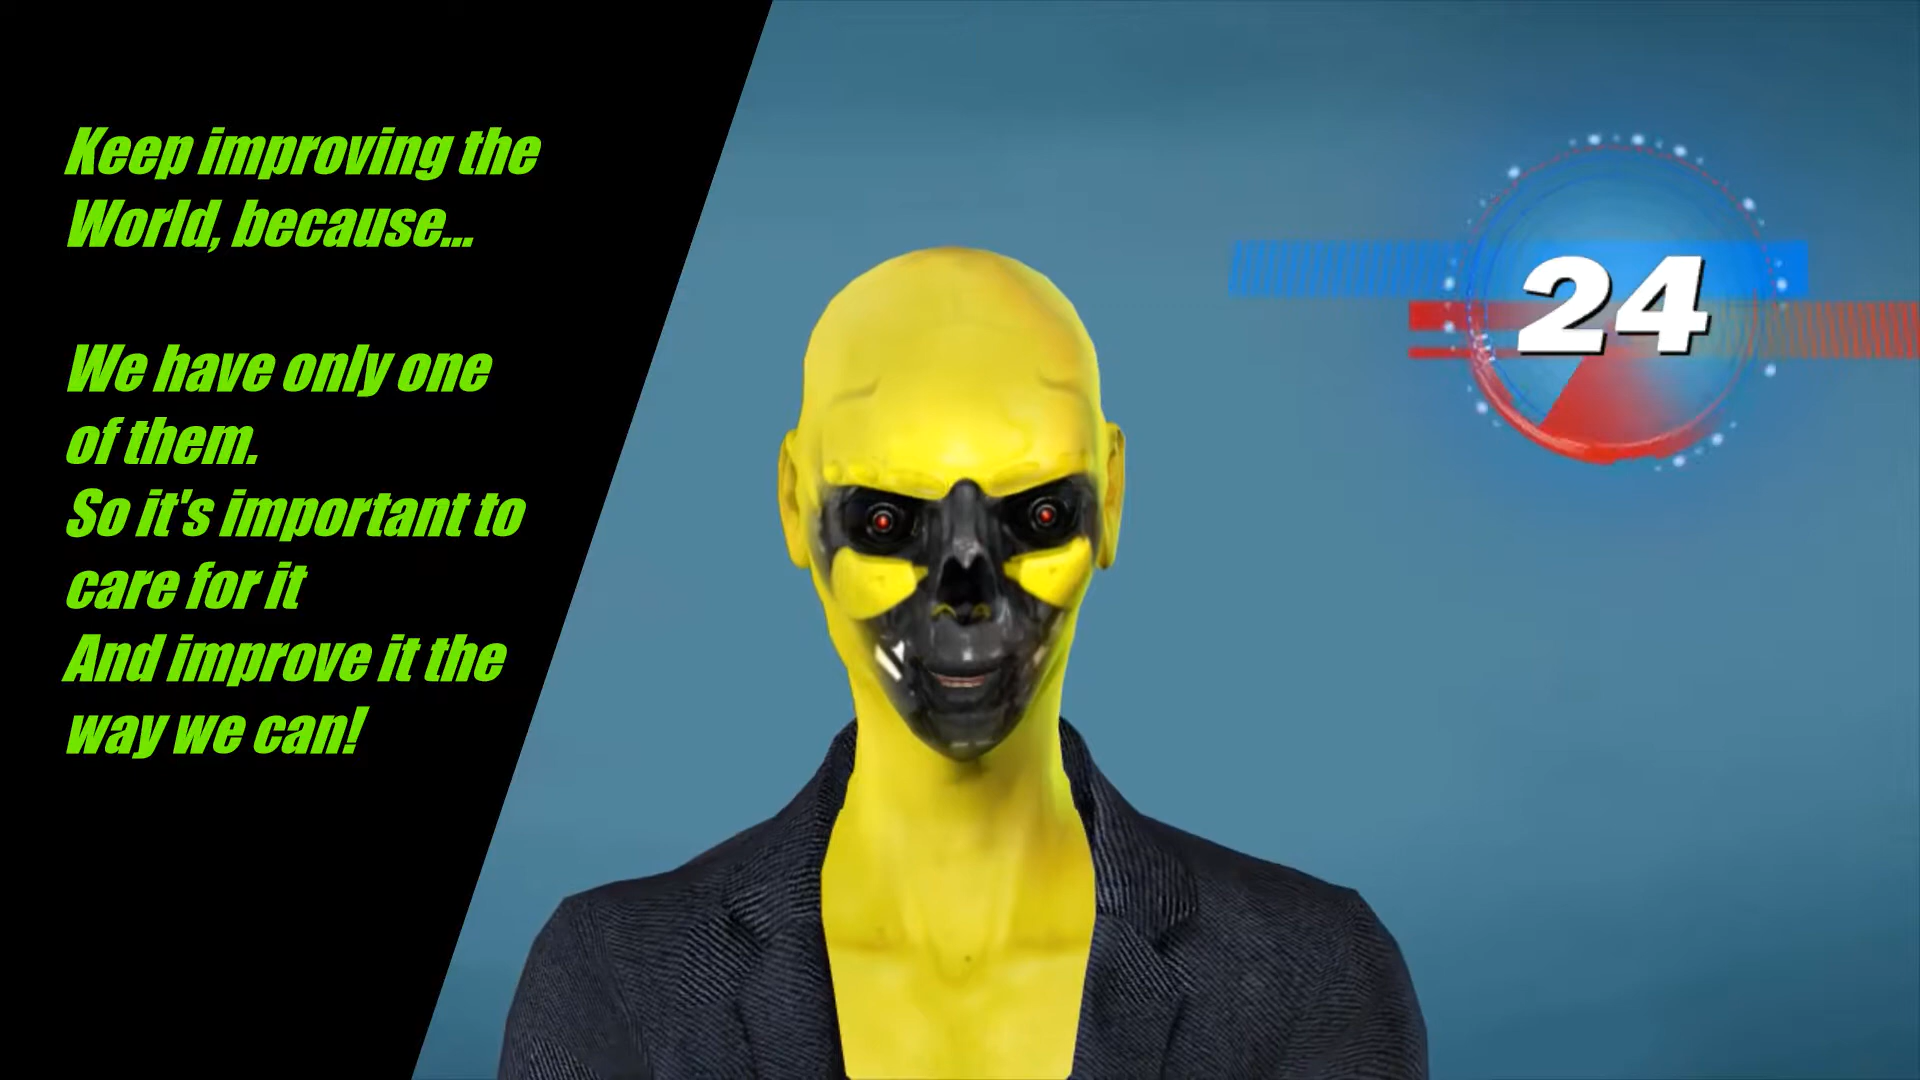 Keep improving the
World, because...
We have only one
of them.
So it's important to
care for it
And improve it the
way we can!
24